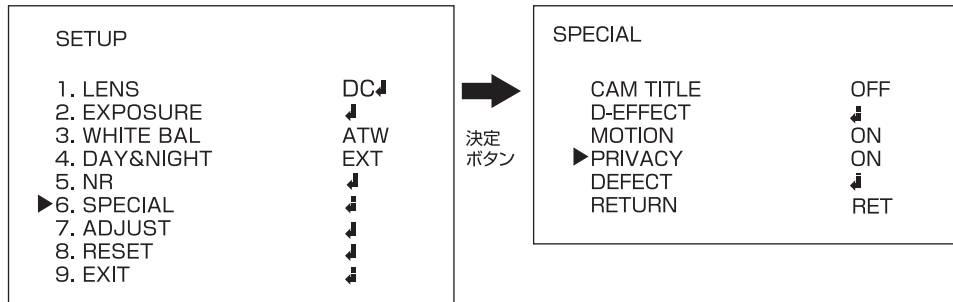 SETUP
1. LENS DC↲
2. EXPOSURE ↲
3. WHITE BAL ATW
4. DAY&NIGHT EXT
5. NR ↲
▶6. SPECIAL ↲
7. ADJUST ↲
8. RESET ↲
9. EXIT ↲
決定
ボタン
SPECIAL
CAM TITLE OFF
D-EFFECT ↲
MOTION ON
▶PRIVACY ON
DEFECT ↲
RETURN RET